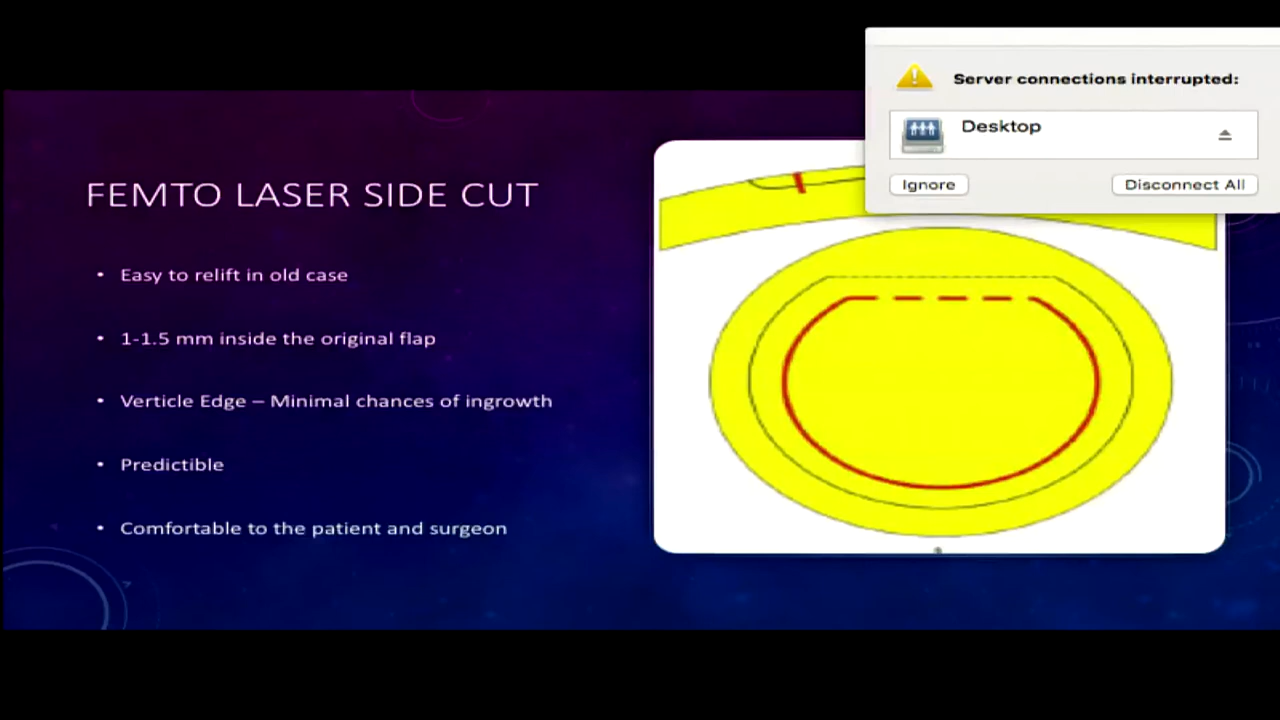 Server connections interrupted:
Desktop
Ignore
Disconnect All
FEMTO LASER SIDE CUT
• Easy to relift in old case
• 1-1.5 mm inside the original flap
• Verticle Edge – Minimal chances of ingrowth
• Predictible
• Comfortable to the patient and surgeon